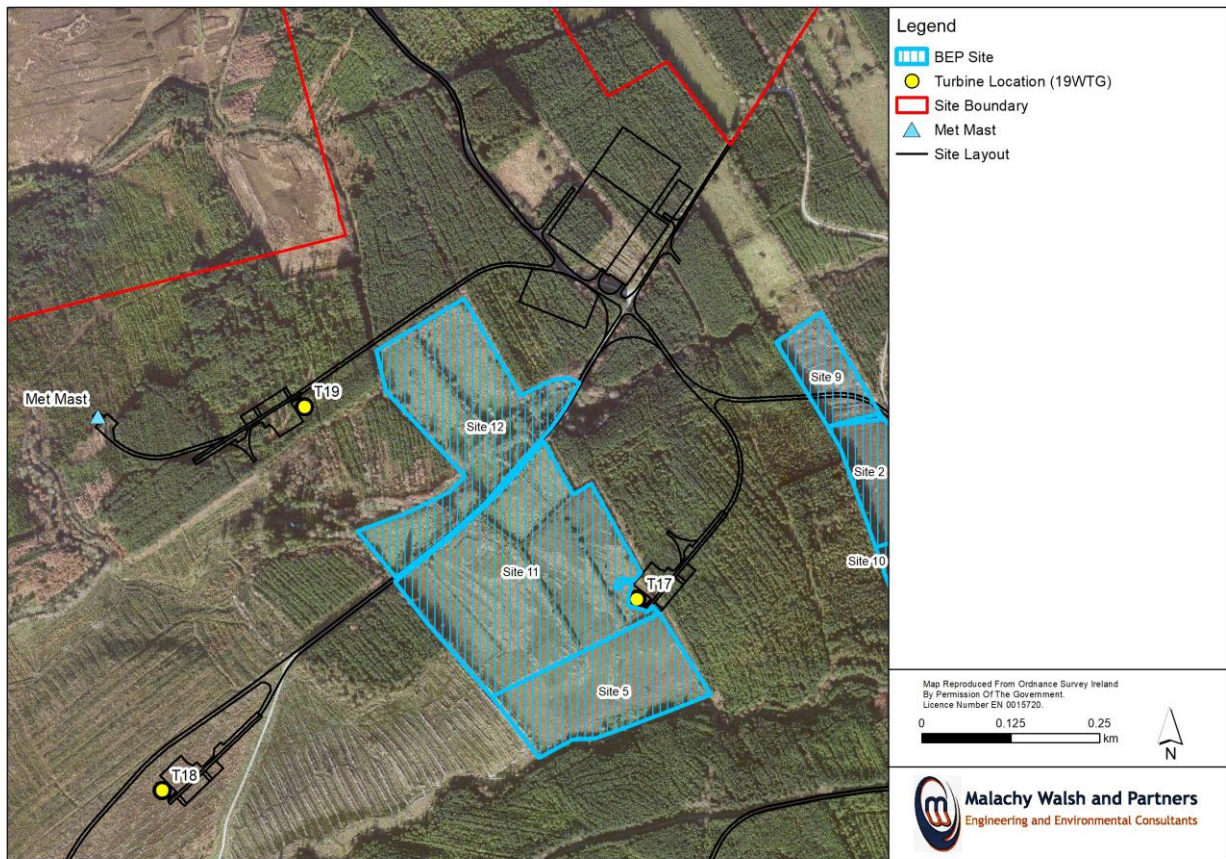 Legend
BEP Site
Turbine Location (19WTG)
Site Boundary
Met Mast
Site Layout
Site 9
Met Mast
T19
Site 12
Site 2
Site 10
Site 11
T17
Site 5
T18
Map Reproduced From Ordnance Survey Ireland
By Permission Of The Government.
Licence Number EN 0015720.
0 0.125 0.25
km
N
Malachy Walsh and Partners
Engineering and Environmental Consultants